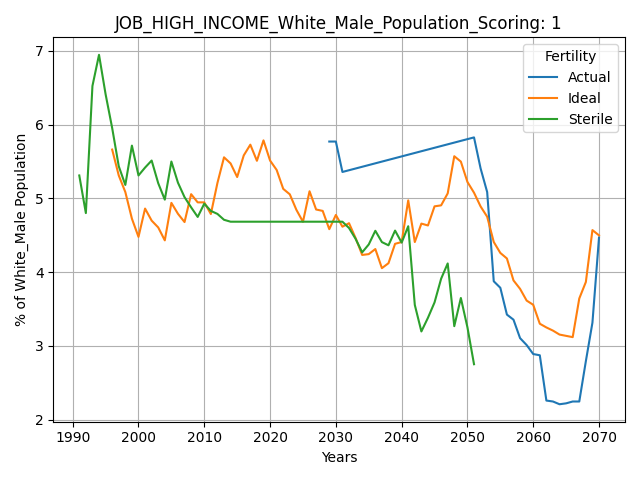 JOB_HIGH_INCOME_White_Male_Population_Scoring: 1
Fertility
Actual
Ideal
Sterile
% of White_Male Population
7
6
5
4
3
2
1990 2000 2010 2020 2030 2040 2050 2060 2070
Years